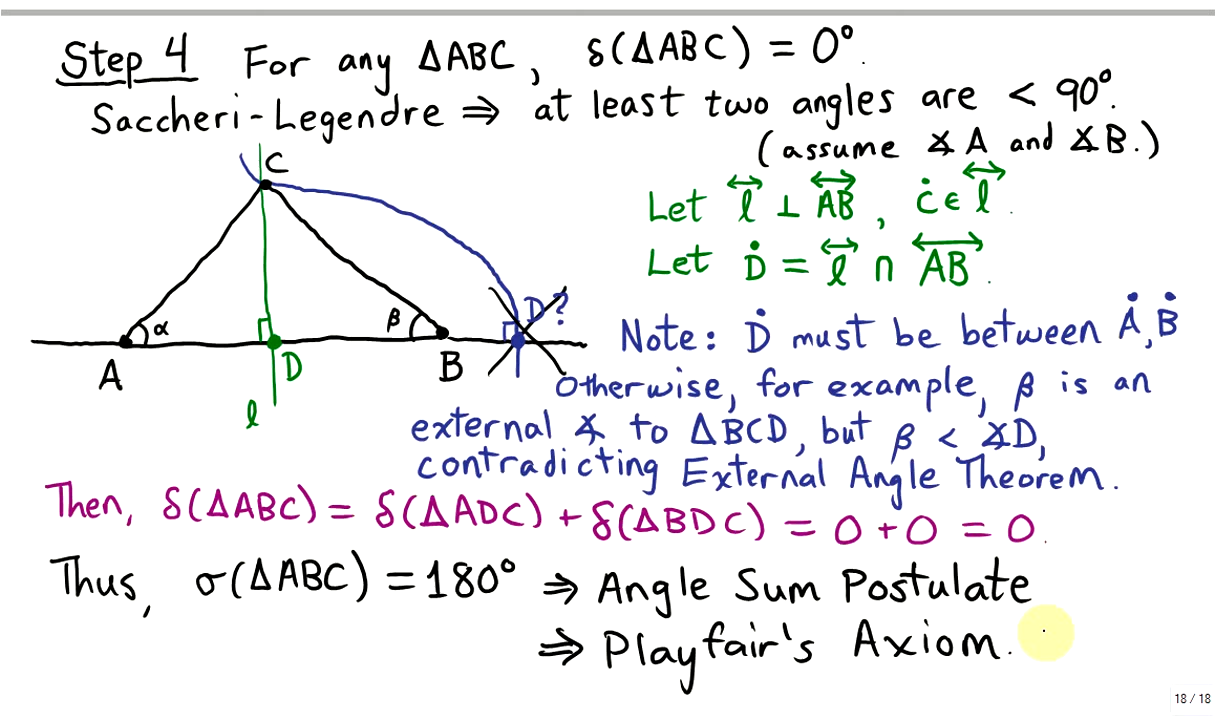 Step 4 For any ΔABC, δ(ΔABC) = 0°.
Saccheri-Legendre ⇒ at least two angles are < 90°.
(assume ∡A and ∡B.)
C
Let l⃡ ⊥ A͞B⃡, Ċ ∈ l⃡.
Let Ḋ = l⃡ ∩ A͞B⃡.
α
β
D?
A
D
B
l
Note: Ḋ must be between Ȧ, Ḃ
Otherwise, for example, β is an
external ∡ to ΔBCD, but β < ∡D,
contradicting External Angle Theorem.
Then, δ(ΔABC) = δ(ΔADC) + δ(ΔBDC) = 0 + 0 = 0.
Thus, σ(ΔABC) = 180° ⇒ Angle Sum Postulate
⇒ Playfair's Axiom.
18 / 18